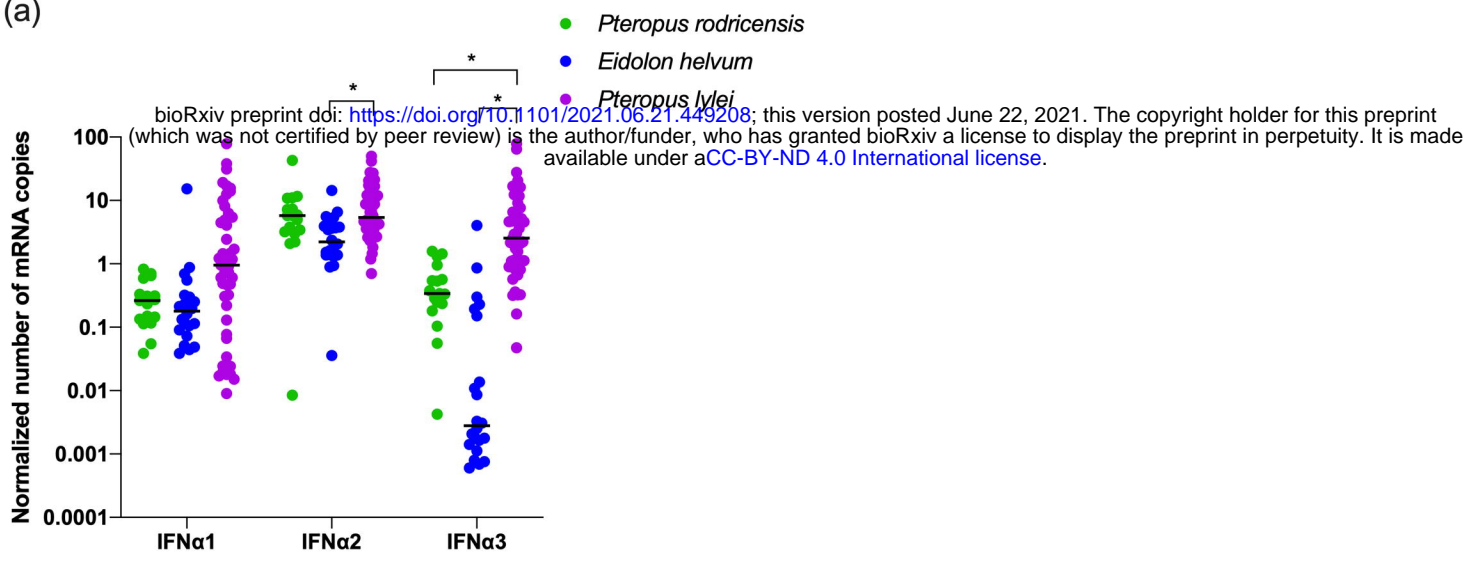 (a)
Pteropus rodricensis
Eidolon helvum
Pteropus lylei
*
*
*
bioRxiv preprint doi: https://doi.org/10.1101/2021.06.21.449208; this version posted June 22, 2021. The copyright holder for this preprint
(which was not certified by peer review) is the author/funder, who has granted bioRxiv a license to display the preprint in perpetuity. It is made
available under aCC-BY-ND 4.0 International license.
Normalized number of mRNA copies
100
10
1
0.1
0.01
0.001
0.0001
IFNα1
IFNα2
IFNα3